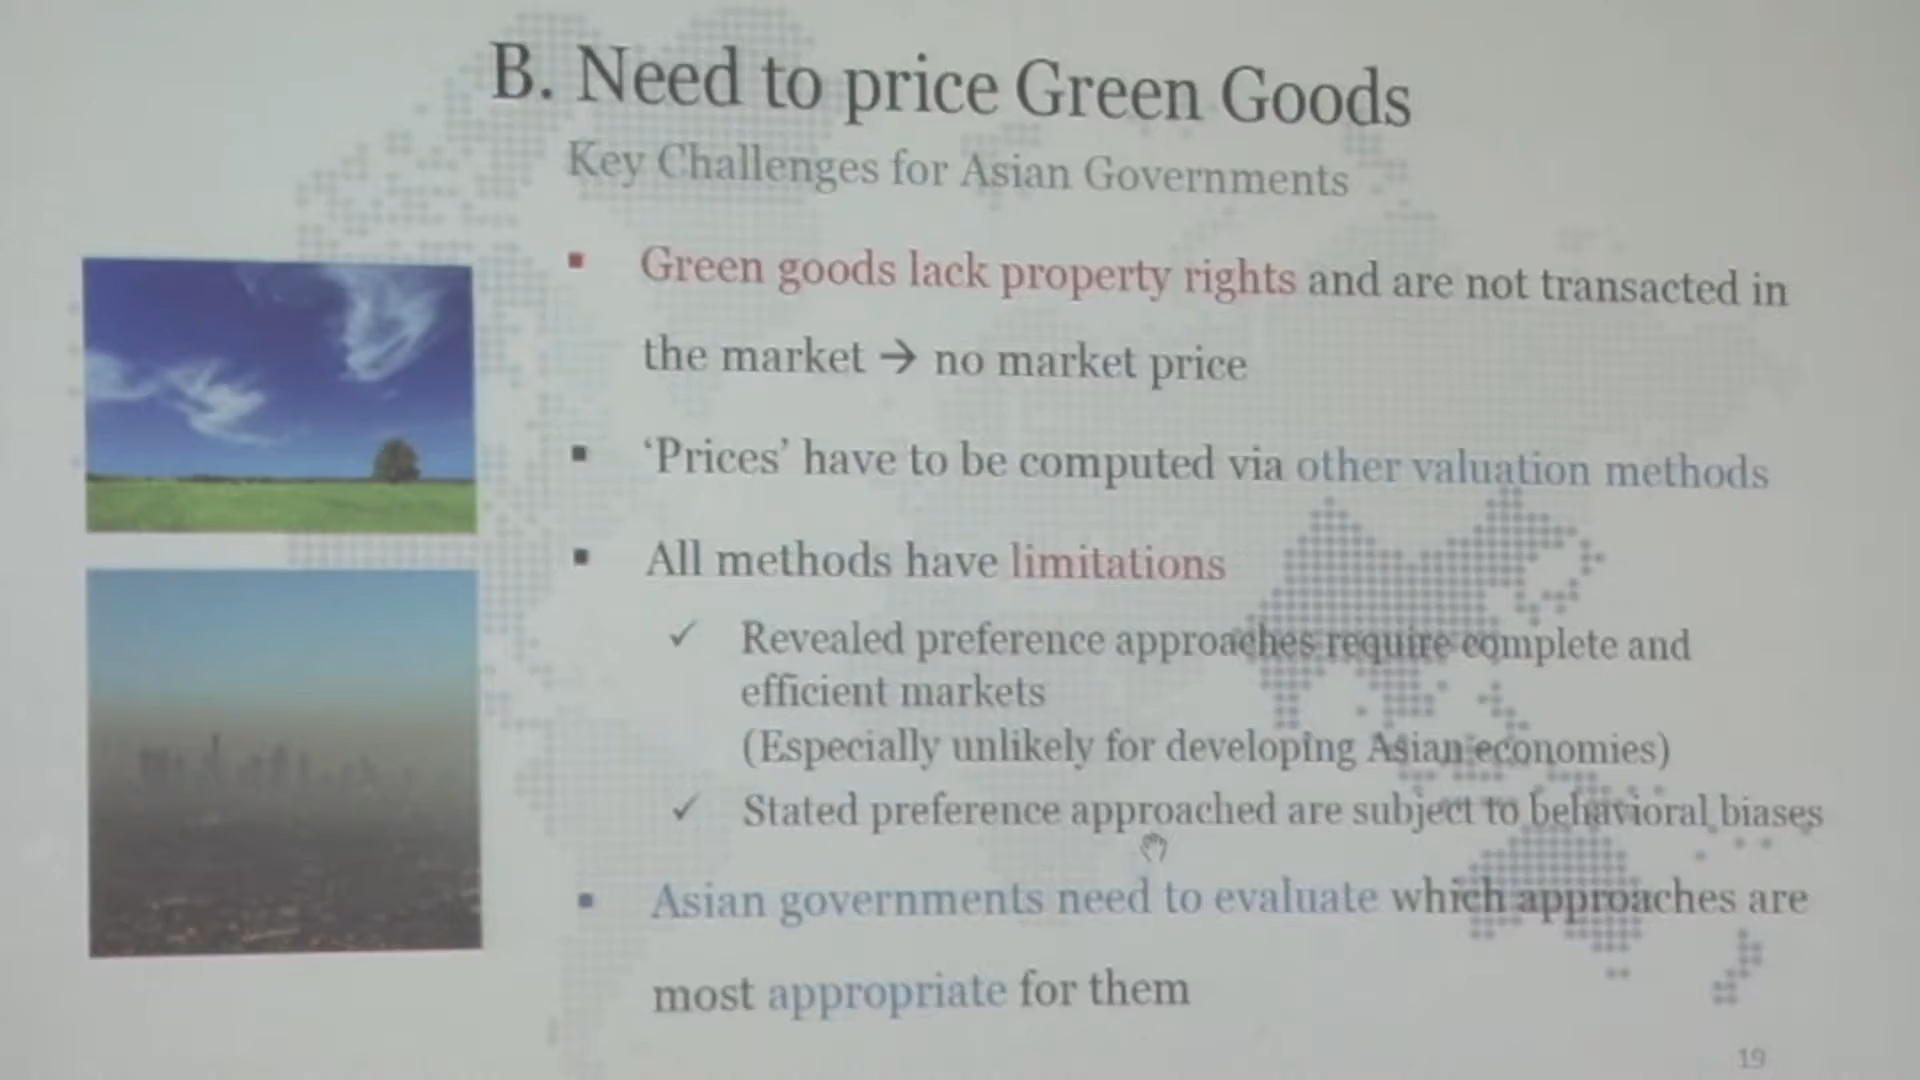 B. Need to price Green Goods
Key Challenges for Asian Governments
▪ Green goods lack property rights and are not transacted in
the market → no market price
▪ ‘Prices’ have to be computed via other valuation methods
▪ All methods have limitations
✓ Revealed preference approaches require complete and
efficient markets
(Especially unlikely for developing Asian economies)
✓ Stated preference approached are subject to behavioral biases
▪ Asian governments need to evaluate which approaches are
most appropriate for them
19